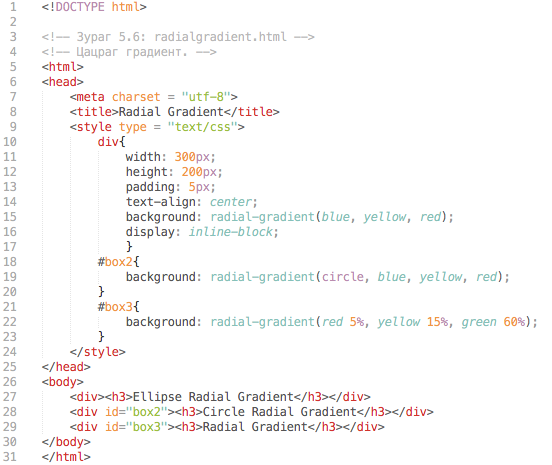 1 <!DOCTYPE html>
2
3 <!-- Зураг 5.6: radialgradient.html -->
4 <!-- Цацраг градиент. -->
5 <html>
6 <head>
7 <meta charset = "utf-8">
8 <title>Radial Gradient</title>
9 <style type = "text/css">
10 div{
11 width: 300px;
12 height: 200px;
13 padding: 5px;
14 text-align: center;
15 background: radial-gradient(blue, yellow, red);
16 display: inline-block;
17 }
18 #box2{
19 background: radial-gradient(circle, blue, yellow, red);
20 }
21 #box3{
22 background: radial-gradient(red 5%, yellow 15%, green 60%);
23 }
24 </style>
25 </head>
26 <body>
27 <div><h3>Ellipse Radial Gradient</h3></div>
28 <div id="box2"><h3>Circle Radial Gradient</h3></div>
29 <div id="box3"><h3>Radial Gradient</h3></div>
30 </body>
31 </html>